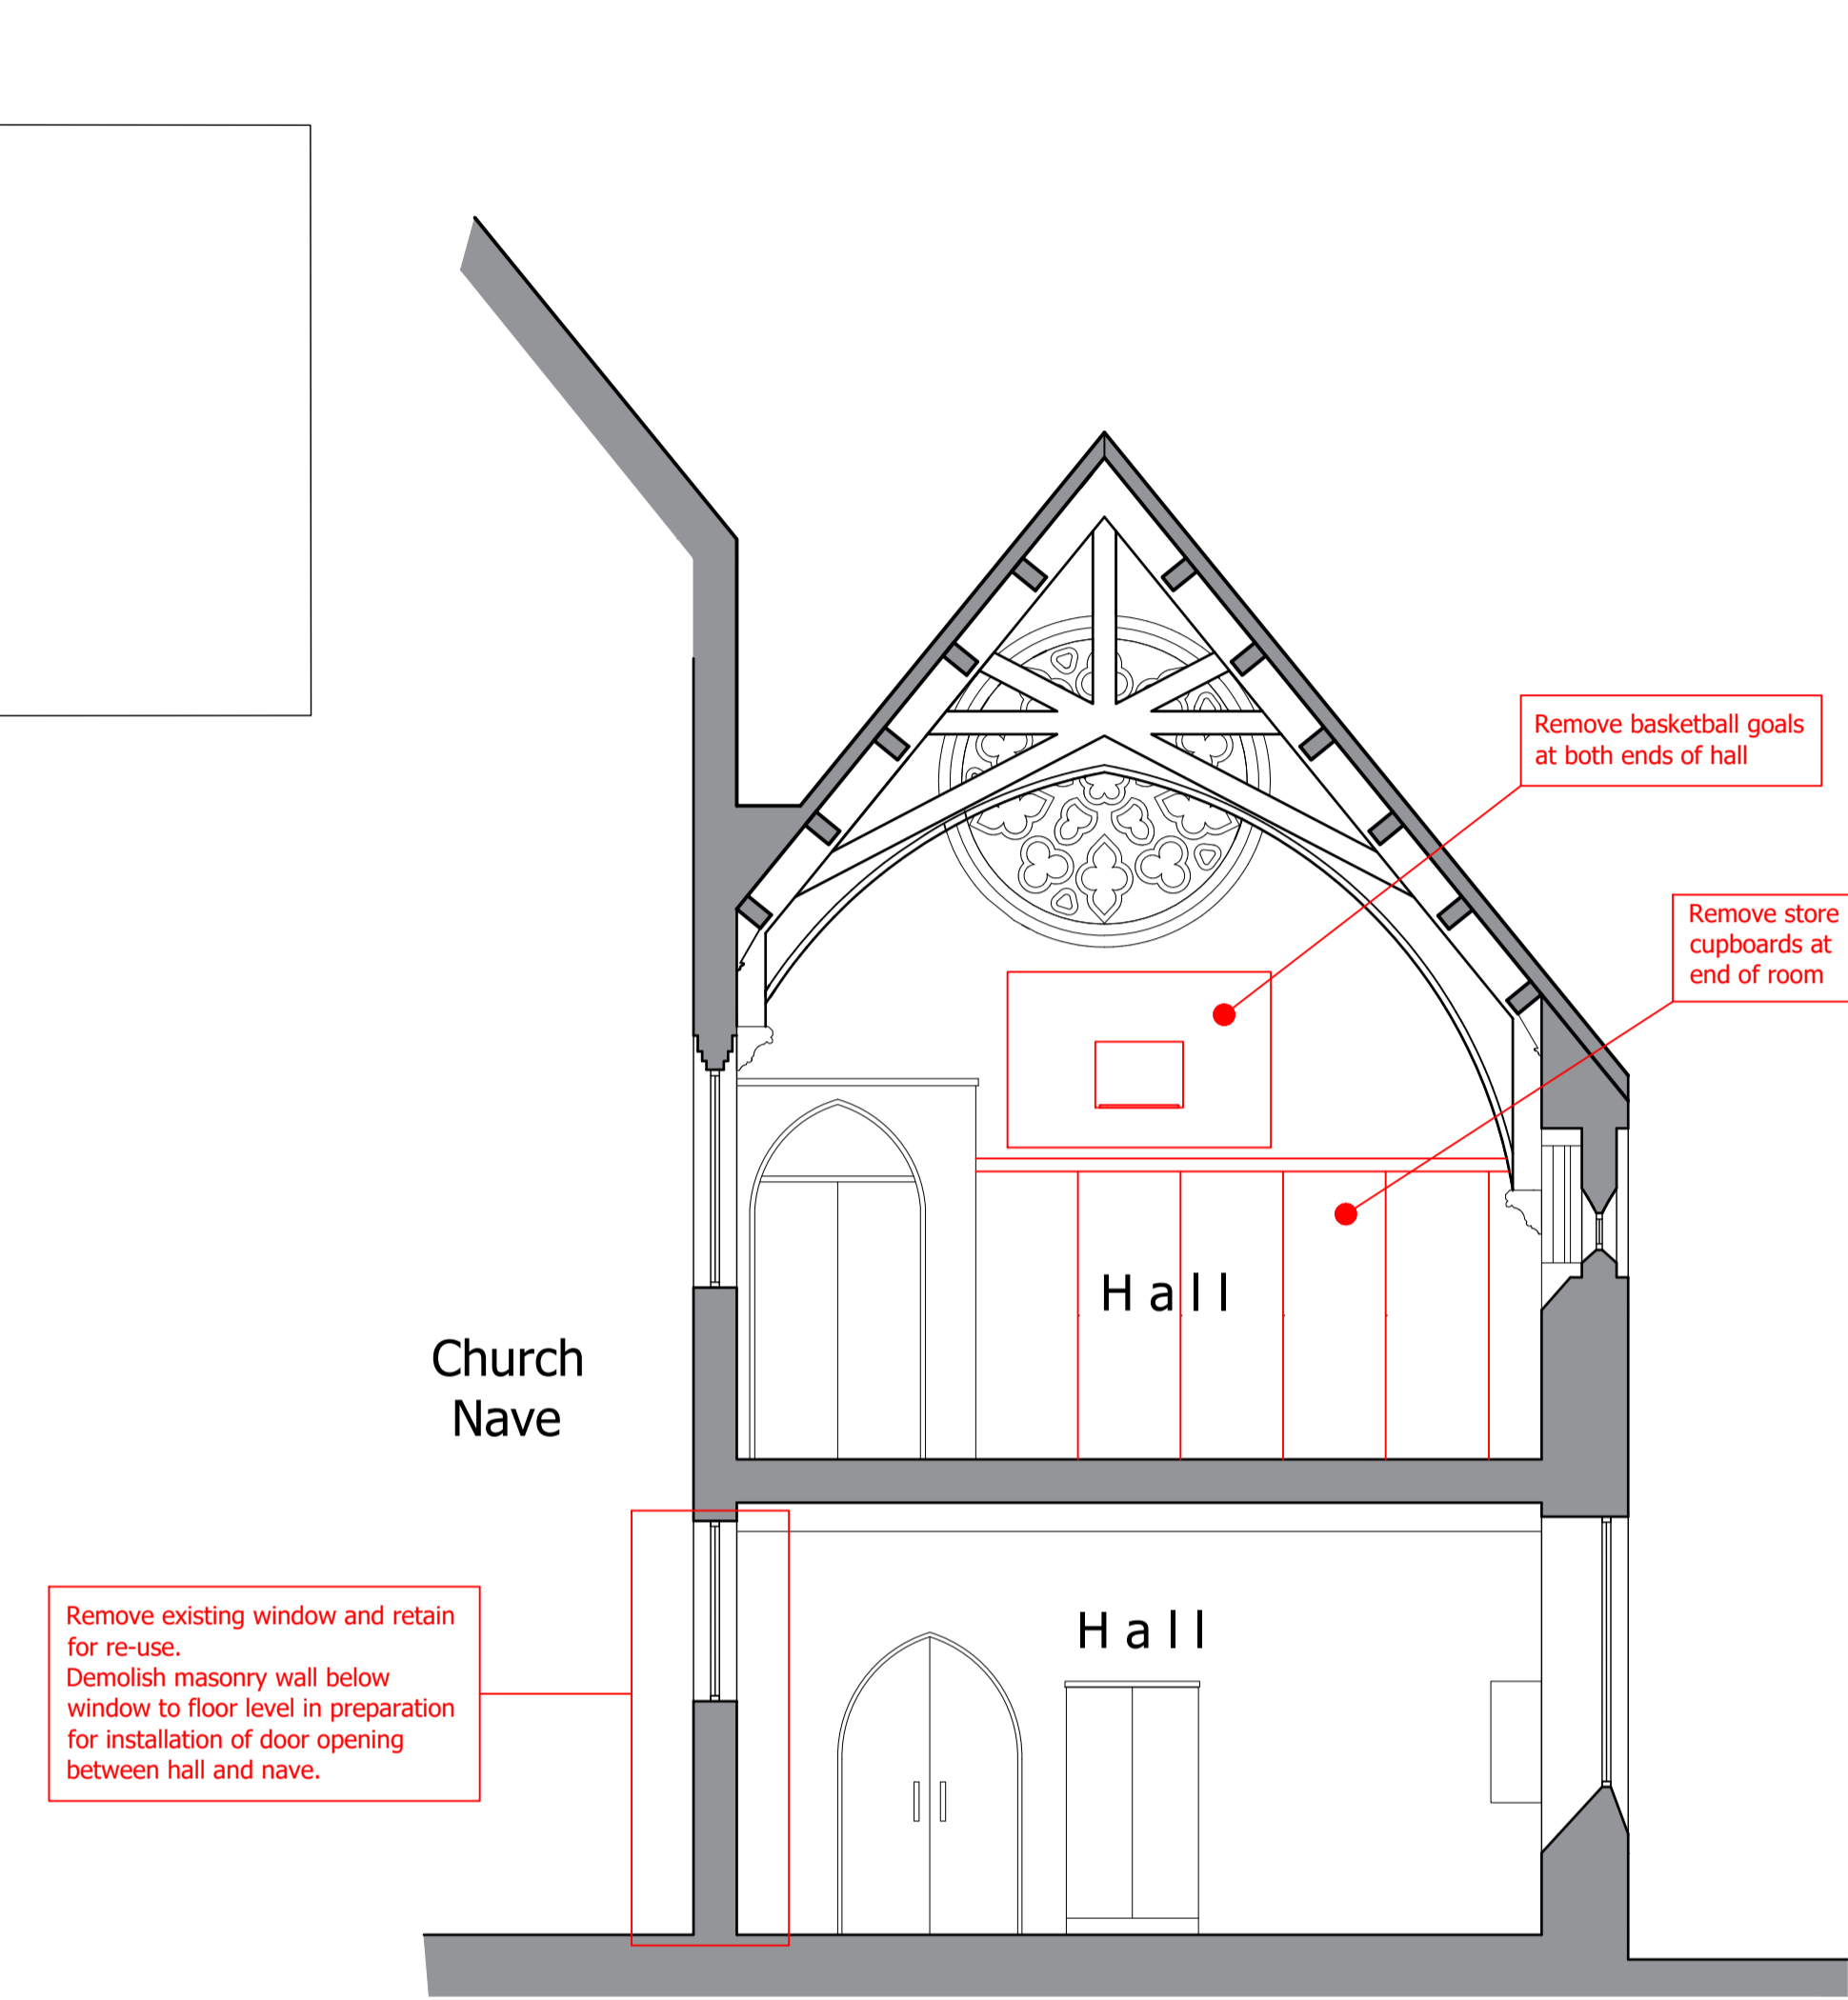 Remove basketball goals
at both ends of hall
Remove store
cupboards at
end of room
Hall
Church
Nave
Remove existing window and retain
for re-use.
Demolish masonry wall below
window to floor level in preparation
for installation of door opening
between hall and nave.
Hall